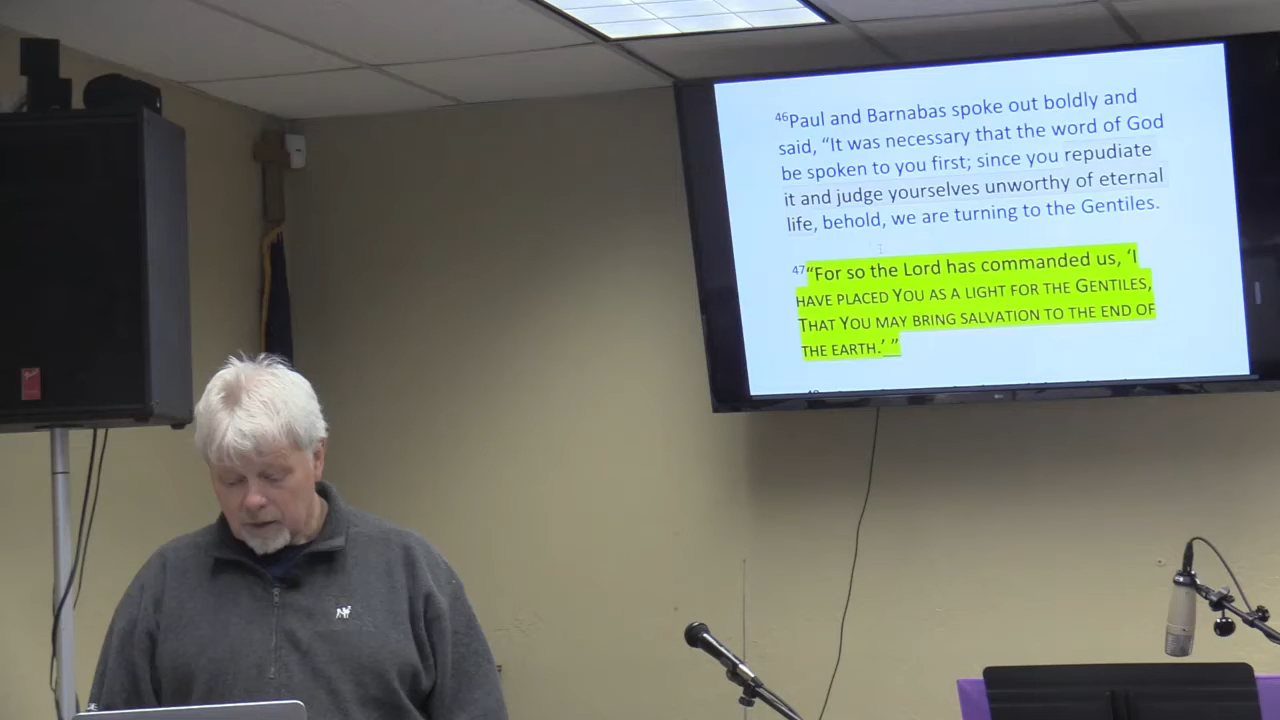 46Paul and Barnabas spoke out boldly and
said, “It was necessary that the word of God
be spoken to you first; since you repudiate
it and judge yourselves unworthy of eternal
life, behold, we are turning to the Gentiles.
47“For so the Lord has commanded us, ‘I
HAVE PLACED YOU AS A LIGHT FOR THE GENTILES,
THAT YOU MAY BRING SALVATION TO THE END OF
THE EARTH.’ ”